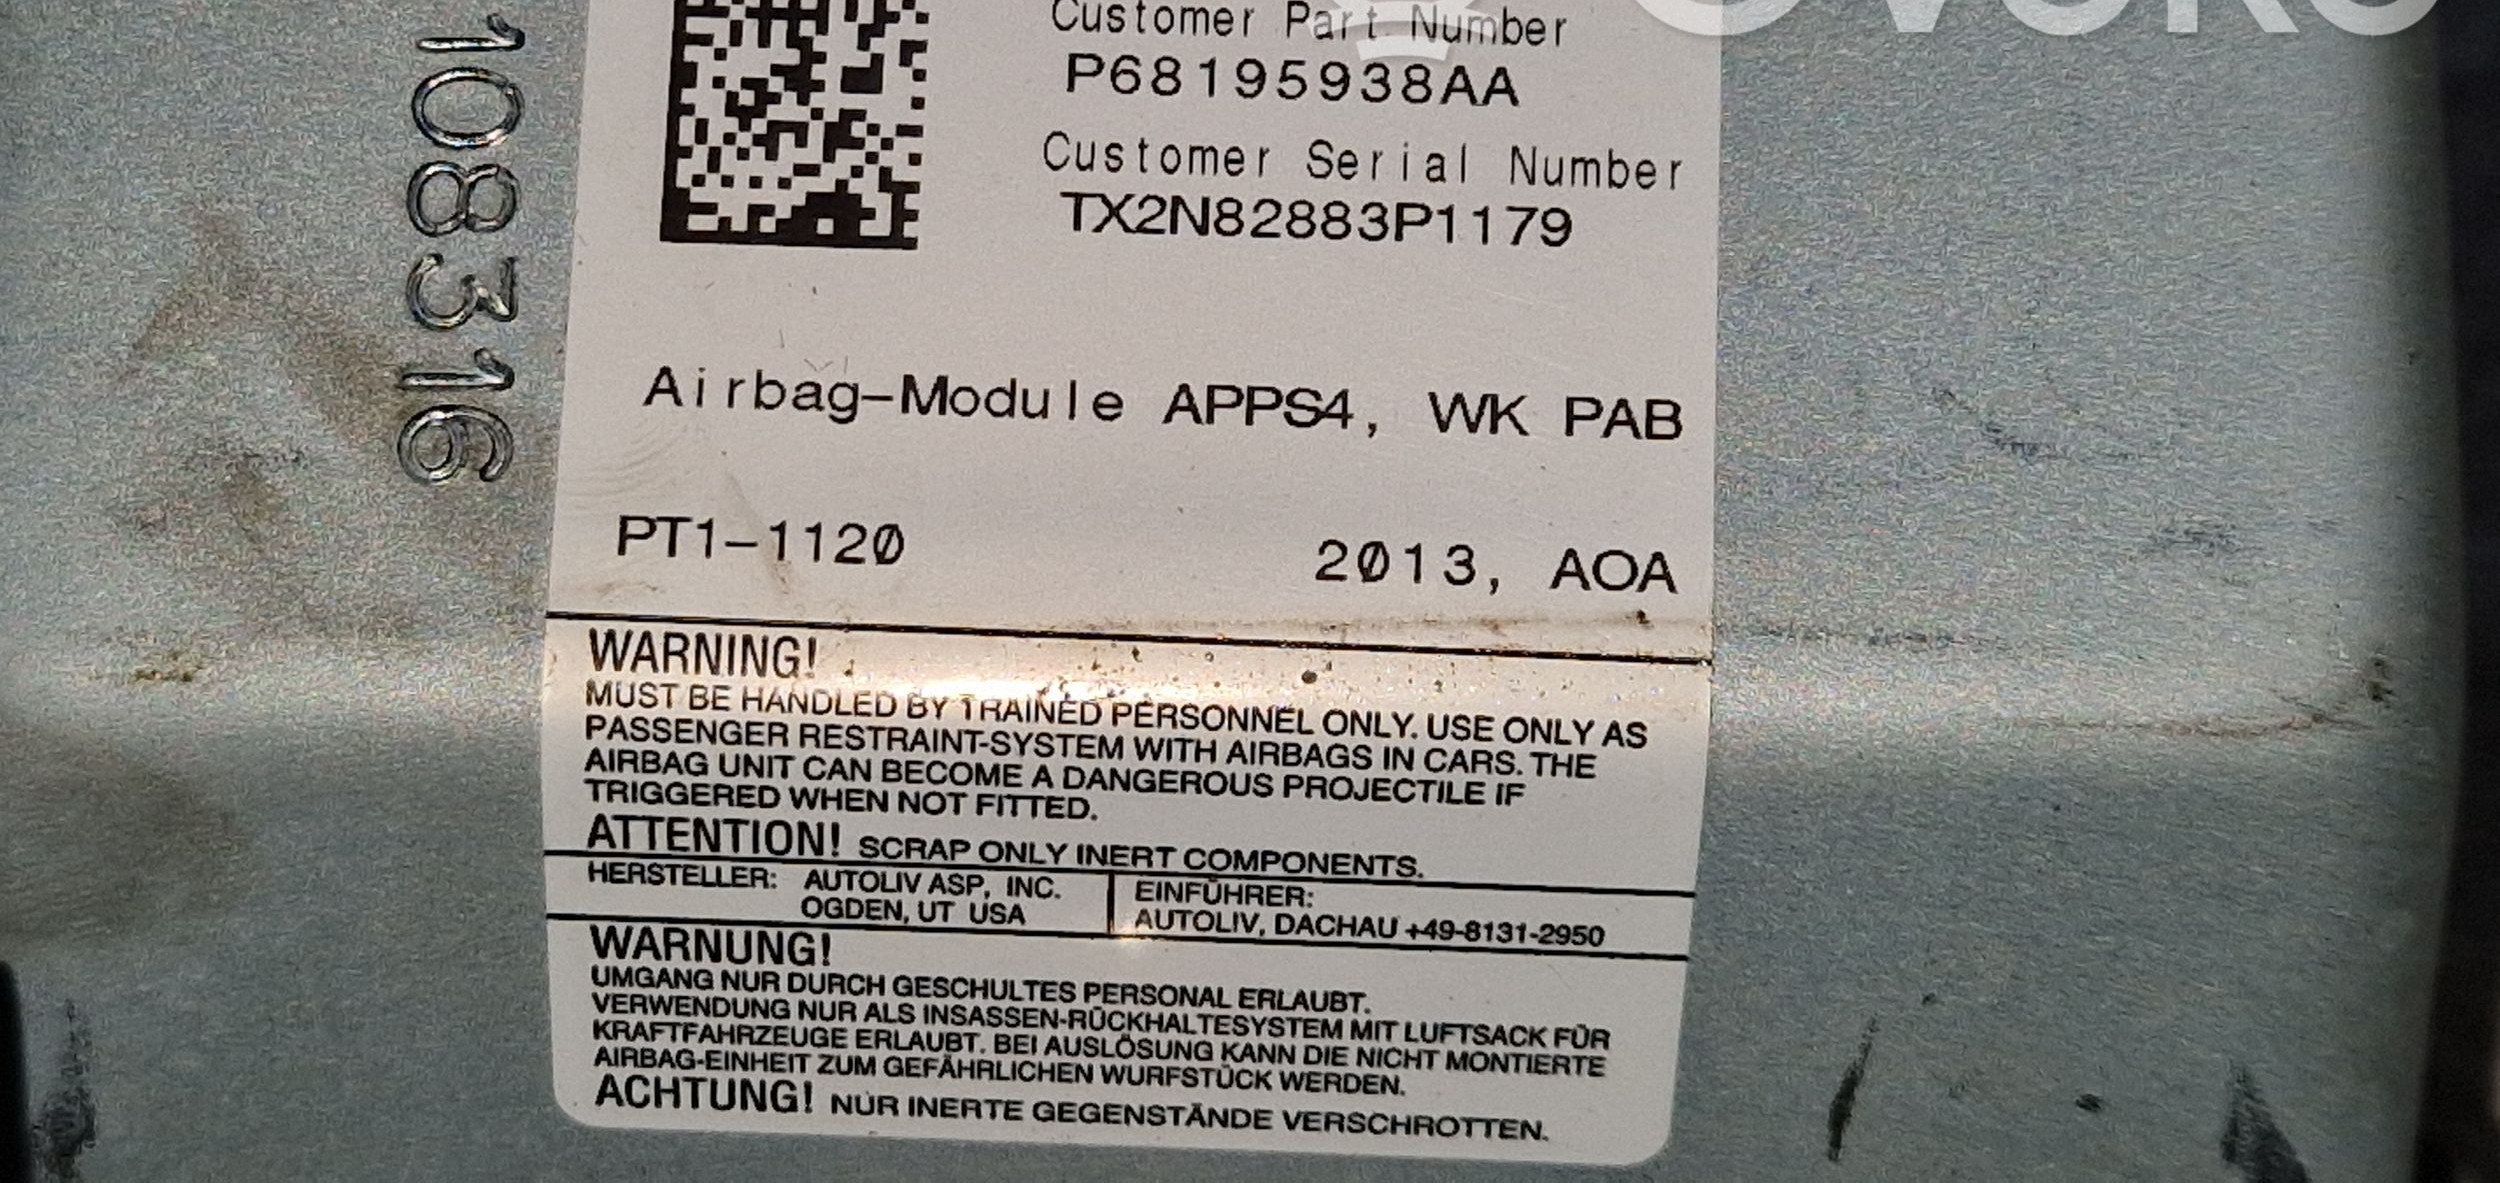 Customer Part Number
P68195938AA
Customer Serial Number
TX2N82883P1179
108316
Airbag-Module APPS4, WK PAB
PT1-1120 2013, AOA
WARNING!
MUST BE HANDLED BY TRAINED PERSONNEL ONLY. USE ONLY AS
PASSENGER RESTRAINT-SYSTEM WITH AIRBAGS IN CARS. THE
AIRBAG UNIT CAN BECOME A DANGEROUS PROJECTILE IF
TRIGGERED WHEN NOT FITTED.
ATTENTION! SCRAP ONLY INERT COMPONENTS.
HERSTELLER: AUTOLIV ASP, INC.
OGDEN, UT USA
EINFÜHRER:
AUTOLIV, DACHAU +49-8131-2950
WARNUNG!
UMGANG NUR DURCH GESCHULTES PERSONAL ERLAUBT.
VERWENDUNG NUR ALS INSASSEN-RÜCKHALTESYSTEM MIT LUFTSACK FÜR
KRAFTFAHRZEUGE ERLAUBT. BEI AUSLÖSUNG KANN DIE NICHT MONTIERTE
AIRBAG-EINHEIT ZUM GEFÄHRLICHEN WURFSTÜCK WERDEN.
ACHTUNG! NUR INERTE GEGENSTÄNDE VERSCHROTTEN.